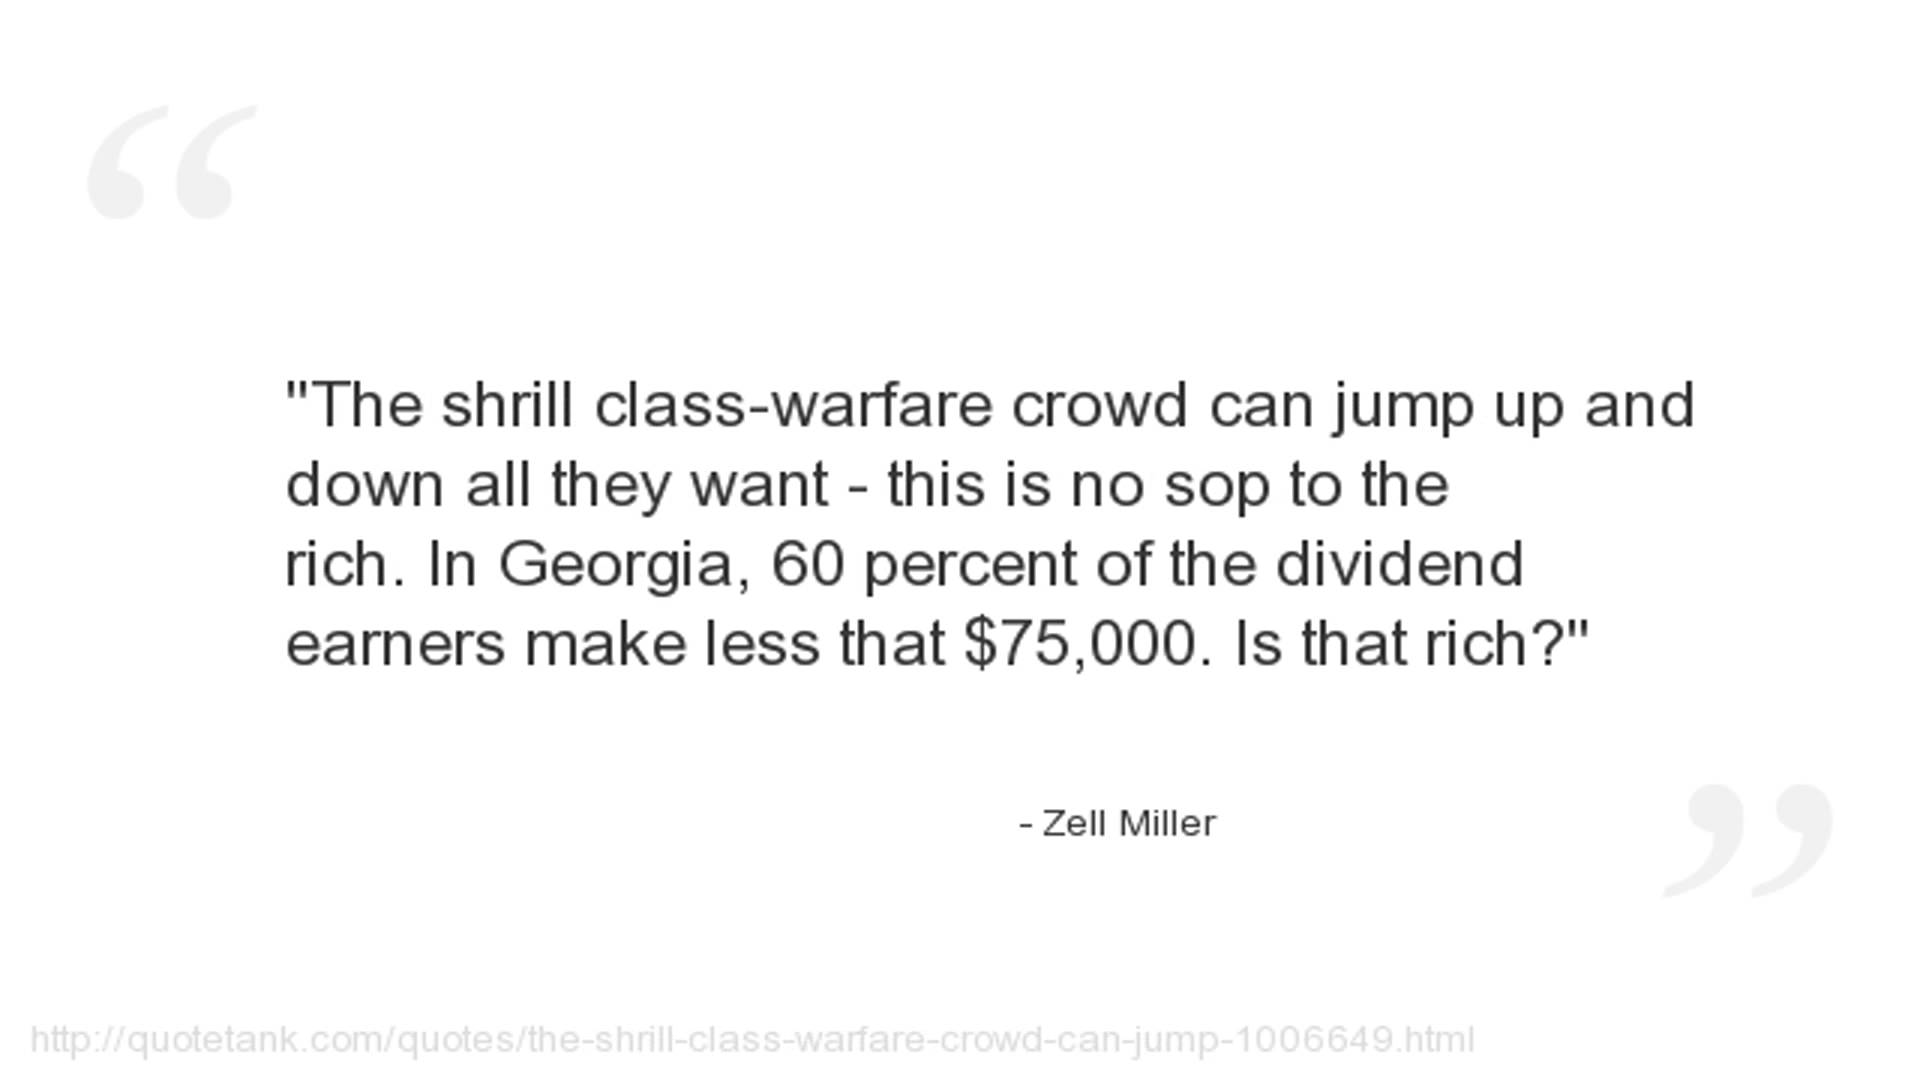 "The shrill class-warfare crowd can jump up and
down all they want - this is no sop to the
rich. In Georgia, 60 percent of the dividend
earners make less that $75,000. Is that rich?"
- Zell Miller
http://quotetank.com/quotes/the-shrill-class-warfare-crowd-can-jump-1006649.html